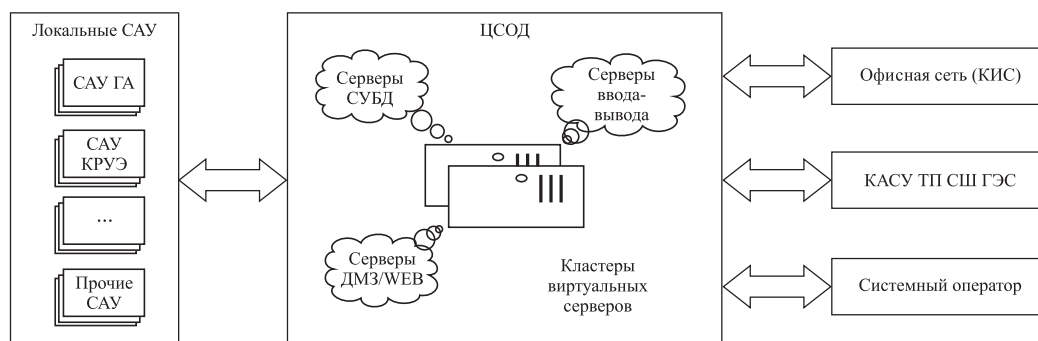 Локальные САУ
САУ ГА
САУ
КРУЭ
...
Прочие
САУ
ЦСОД
Серверы
СУБД
Серверы
ввода-
вывода
Серверы
ДМЗ/WEB
Кластеры
виртуальных
серверов
Офисная сеть (КИС)
КАСУ ТП СШ ГЭС
Системный оператор